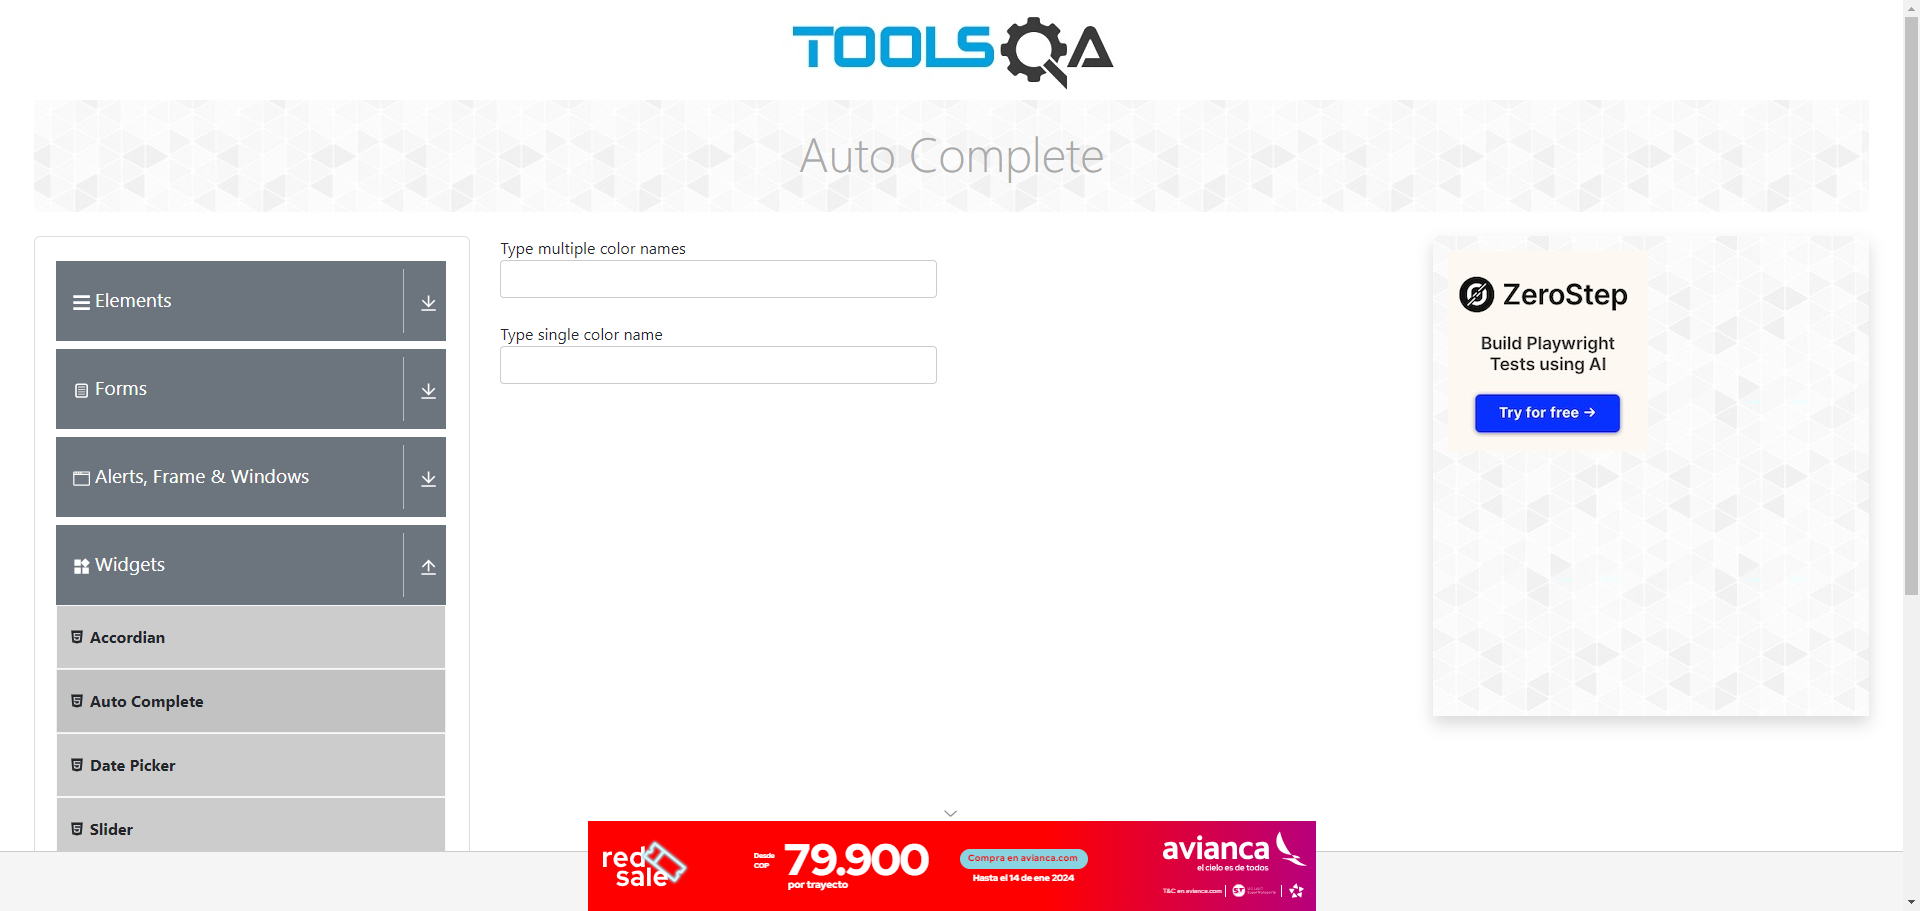 TOOLSQA
Auto Complete
Elements
Forms
Alerts, Frame & Windows
Widgets
Accordian
Auto Complete
Date Picker
Slider
Type multiple color names
Type single color name
ZeroStep
Build Playwright
Tests using AI
Try for free →
red
sale
Desde
COP
79.900
por trayecto
Compra en avianca.com
Hasta el 14 de ene 2024
avianca
el cielo es de todos
T&C en avianca.com